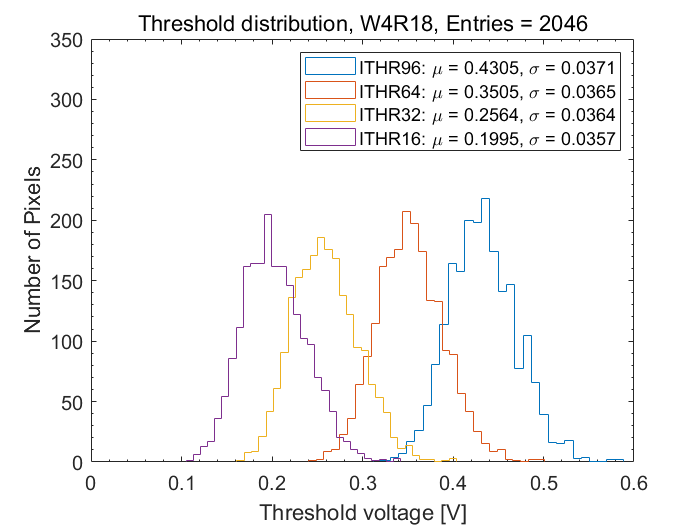 Threshold distribution, W4R18, Entries = 2046
350
300
250
200
150
100
50
0
Number of Pixels
ITHR96: μ = 0.4305, σ = 0.0371
ITHR64: μ = 0.3505, σ = 0.0365
ITHR32: μ = 0.2564, σ = 0.0364
ITHR16: μ = 0.1995, σ = 0.0357
0 0.1 0.2 0.3 0.4 0.5 0.6
Threshold voltage [V]